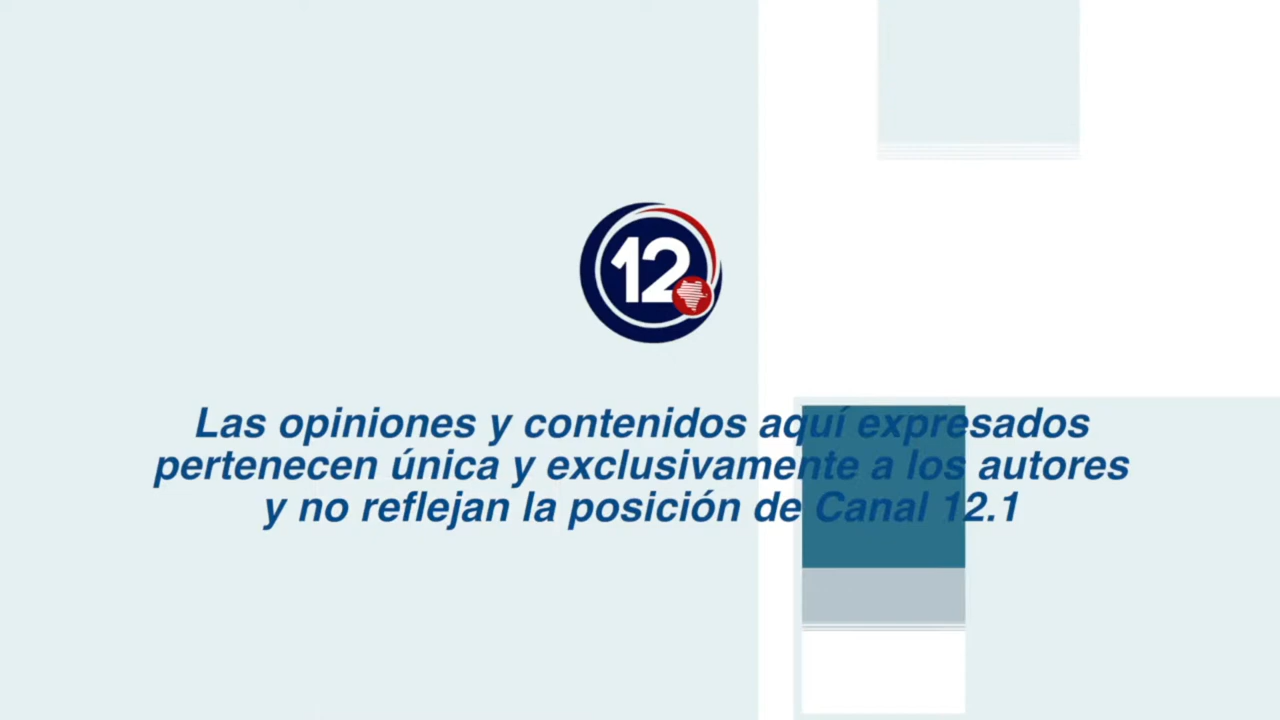 12
Las opiniones y contenidos aquí expresados
pertenecen única y exclusivamente a los autores
y no reflejan la posición de Canal 12.1